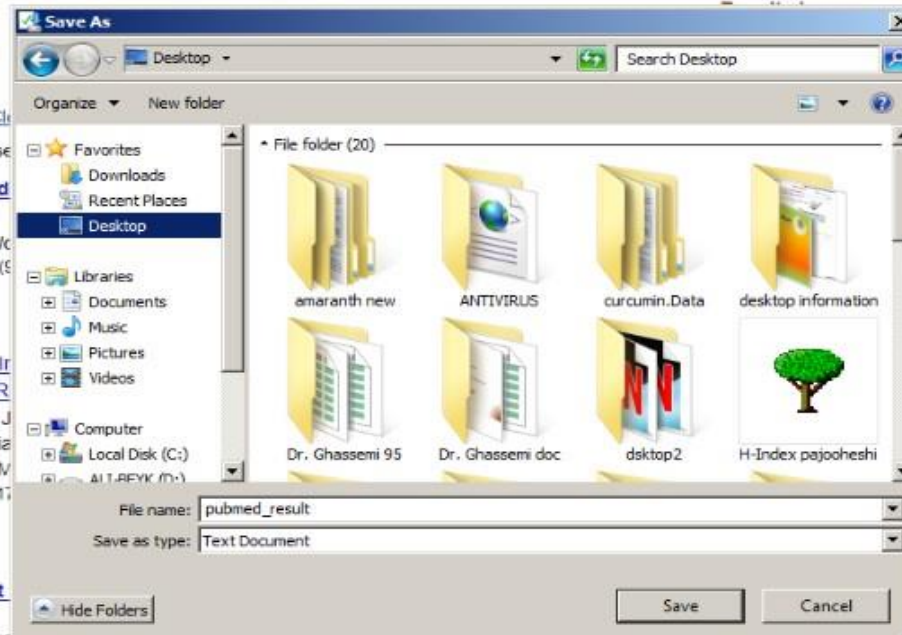 Save As
Desktop
Search Desktop
Organize
New folder
Favorites
Downloads
Recent Places
Desktop
Libraries
Documents
Music
Pictures
Videos
Computer
Local Disk (C:)
ALI-BEYK (D:)
File folder (20)
amaranth new
ANTIVIRUS
curcumin.Data
desktop information
Dr. Ghassemi 95
Dr. Ghassemi doc
dsktop2
H-Index pajooheshi
File name: pubmed_result
Save as type: Text Document
Hide Folders
Save
Cancel